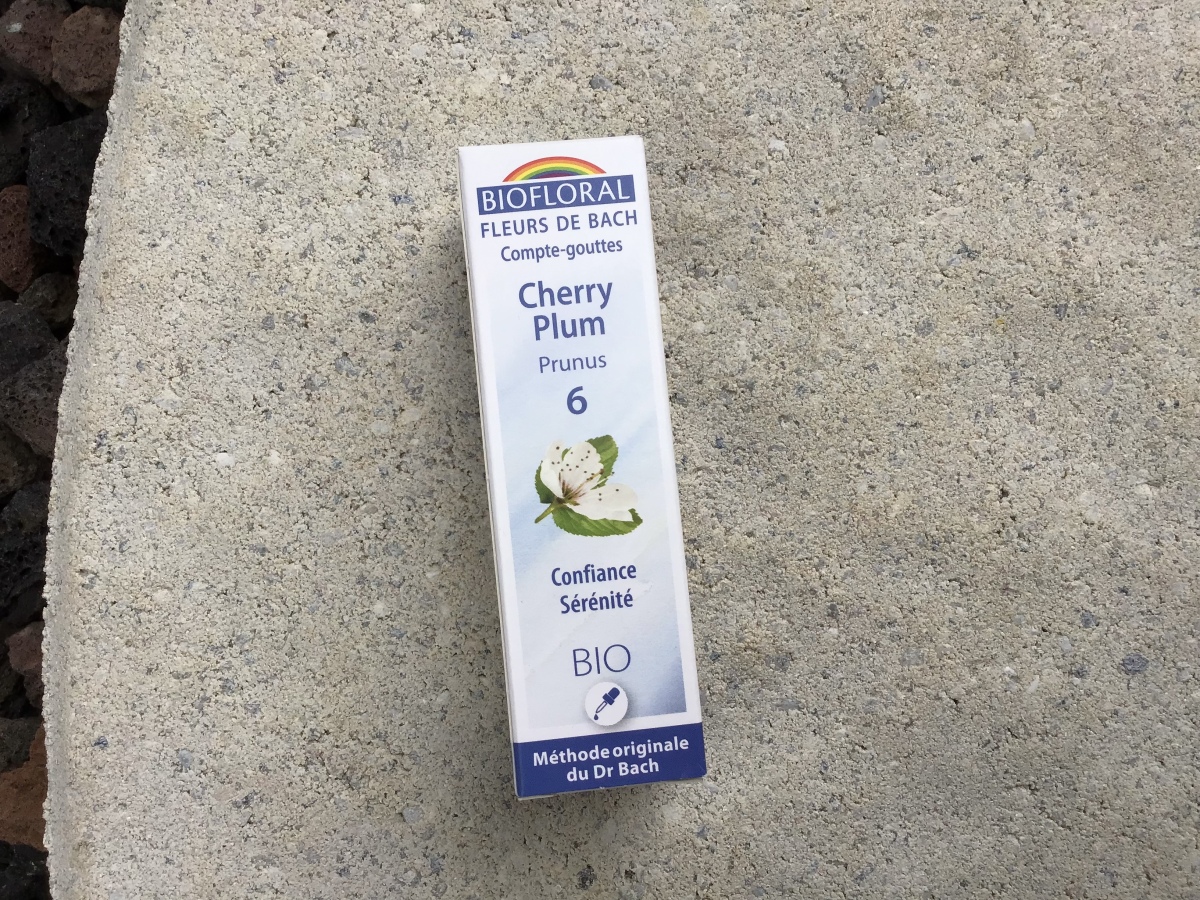 BIOFLORAL
FLEURS DE BACH
Compte-gouttes
Cherry
Plum
Prunus
6
Confiance
Sérénité
BIO
Méthode originale
du Dr Bach